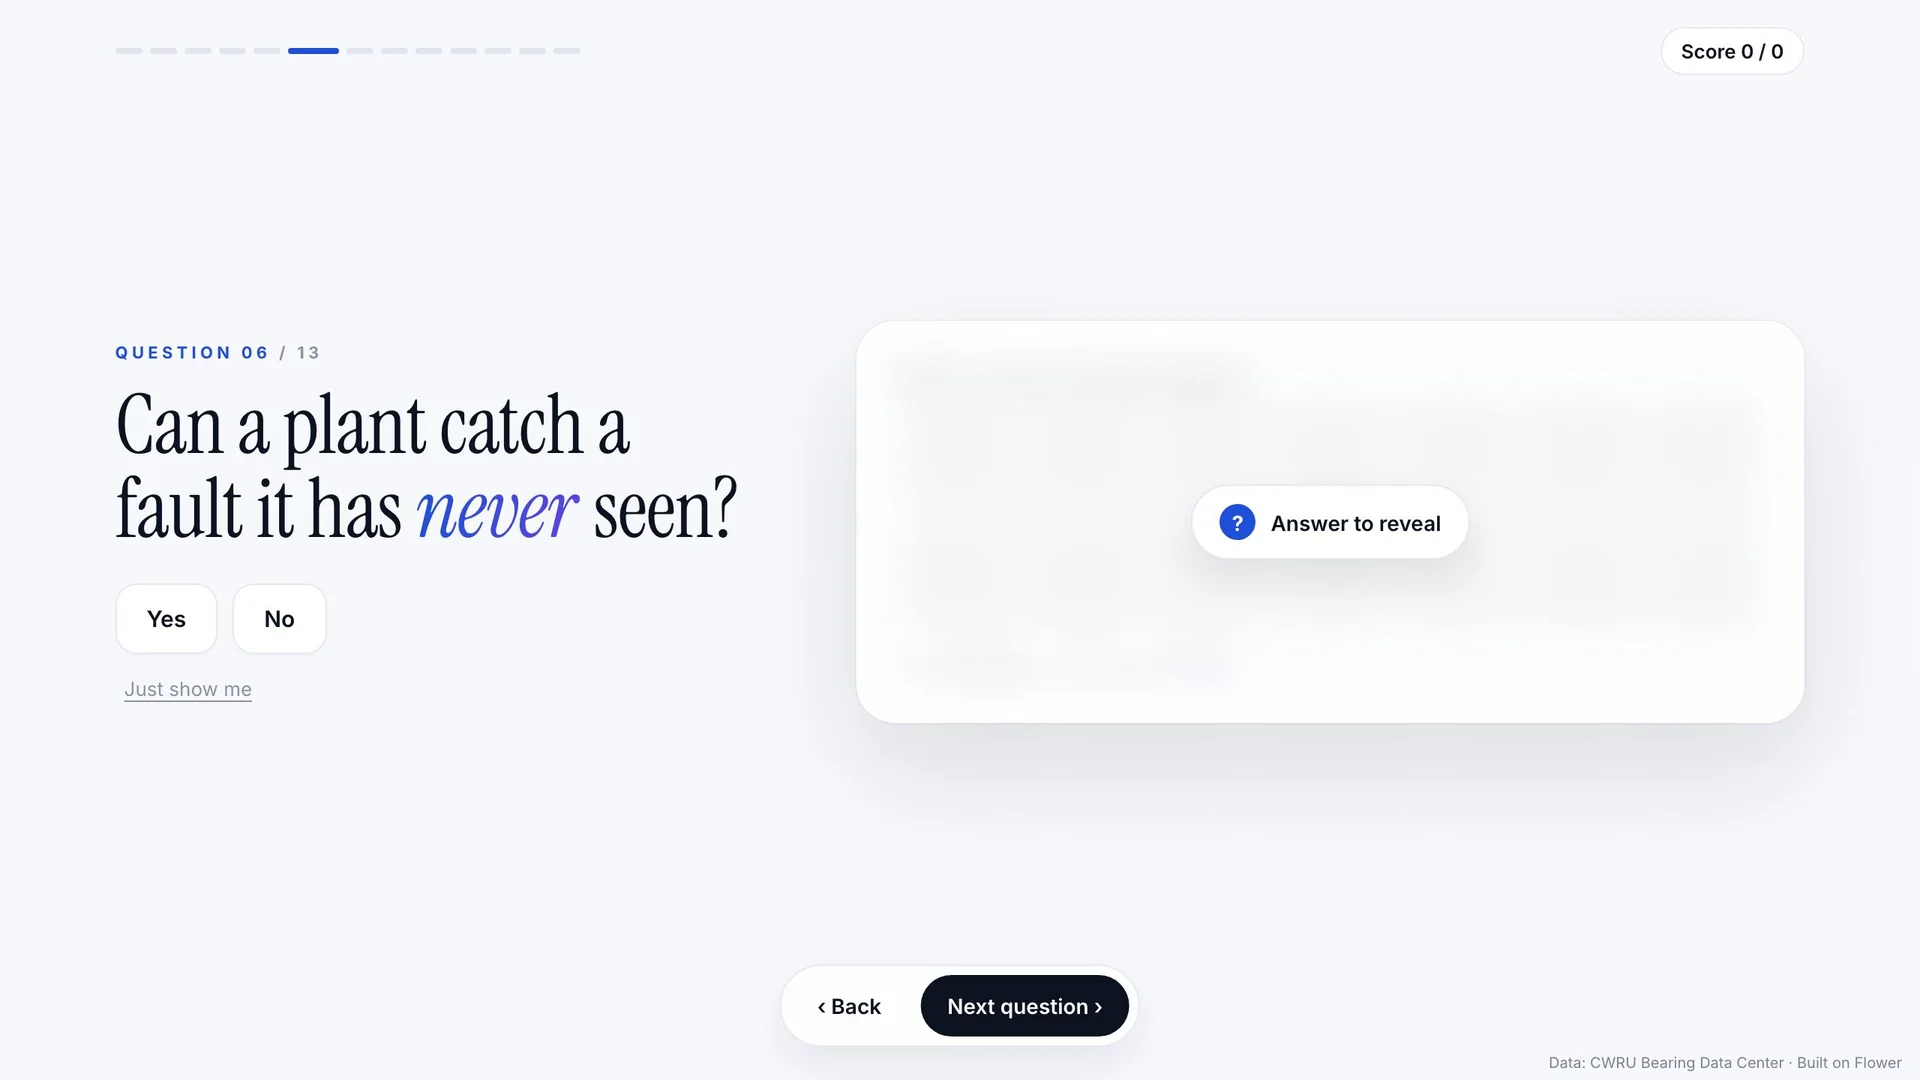 Score 0 / 0
QUESTION 06 / 13
Can a plant catch a
fault it has never seen?
Yes
No
Just show me
? Answer to reveal
‹ Back
Next question ›
Data: CWRU Bearing Data Center · Built on Flower